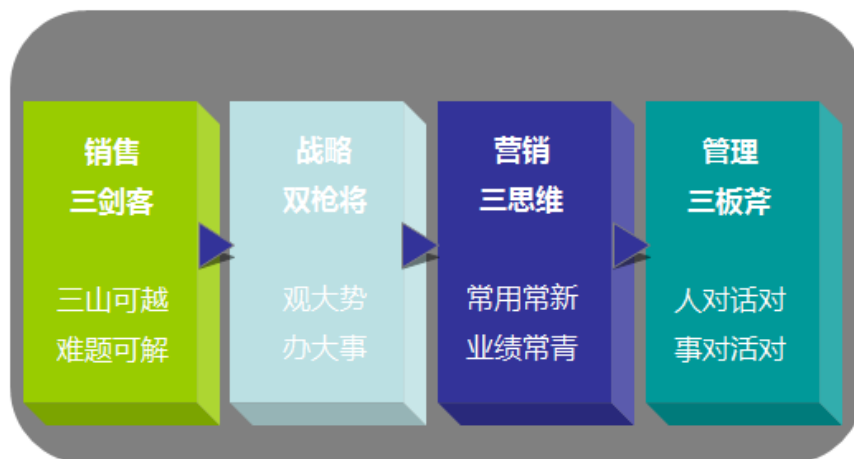 销售
三剑客
三山可越
难题可解
战略
双枪将
观大势
办大事
营销
三思维
常用常新
业绩常青
管理
三板斧
人对话对
事对活对